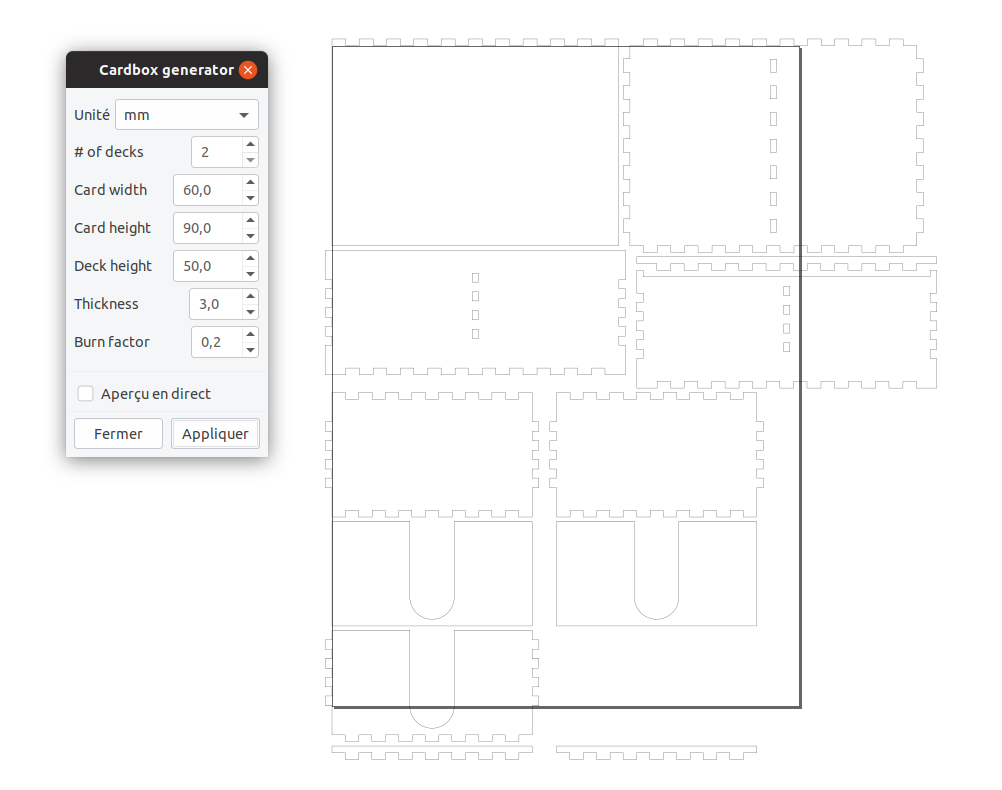 Cardbox generator
Unité mm
# of decks 2
Card width 60,0
Card height 90,0
Deck height 50,0
Thickness 3,0
Burn factor 0,2
Aperçu en direct
Fermer Appliquer